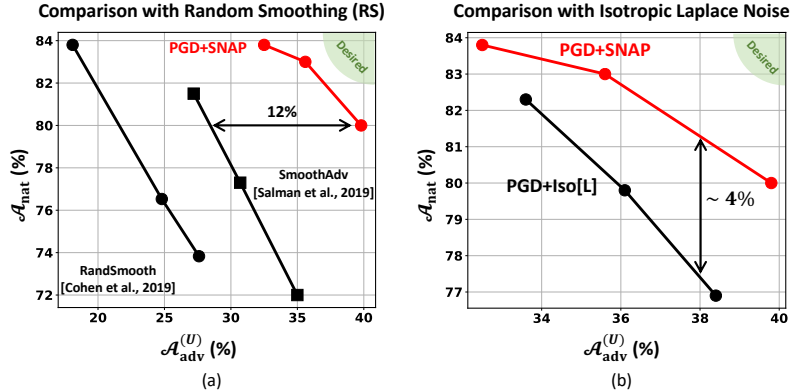 Comparison with Random Smoothing (RS)
84
82
80
78
76
74
72
20
25
30
35
40
PGD+SNAP
Desired
12%
SmoothAdv
[Salman et al., 2019]
RandSmooth
[Cohen et al., 2019]
𝒜nat (%)
𝒜adv^(U) (%)
(a)
Comparison with Isotropic Laplace Noise
84
83
82
81
80
79
78
77
34
36
38
40
PGD+SNAP
Desired
PGD+Iso[L]
~ 4%
𝒜nat (%)
𝒜adv^(U) (%)
(b)